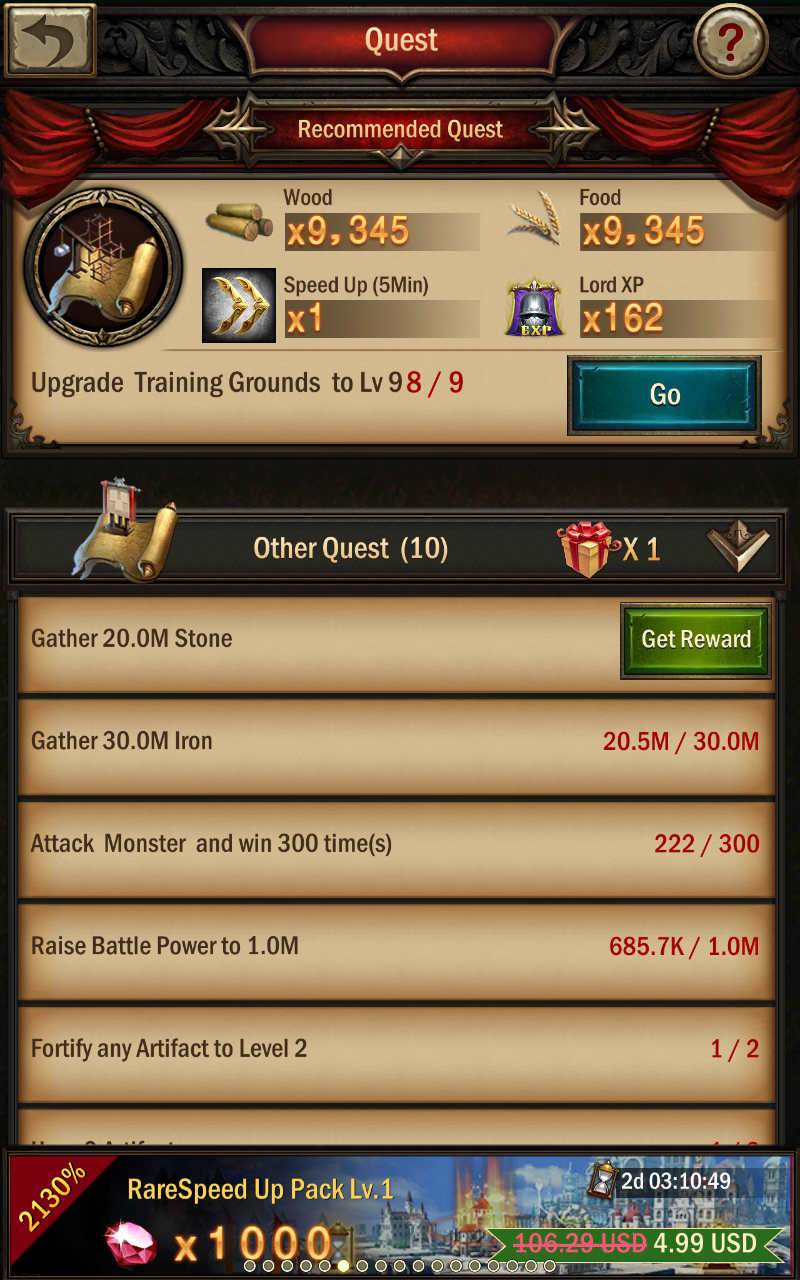 Quest
?
Recommended Quest
Wood
x9,345
Food
x9,345
Speed Up (5Min)
x1
Lord XP
EXP
x162
Upgrade Training Grounds to Lv 9 8 / 9
Go
Other Quest (10)
X 1
Gather 20.0M Stone
Get Reward
Gather 30.0M Iron
20.5M / 30.0M
Attack Monster and win 300 time(s)
222 / 300
Raise Battle Power to 1.0M
685.7K / 1.0M
Fortify any Artifact to Level 2
1 / 2
2130%
RareSpeed Up Pack Lv.1
2d 03:10:49
x1000
106.29 USD 4.99 USD